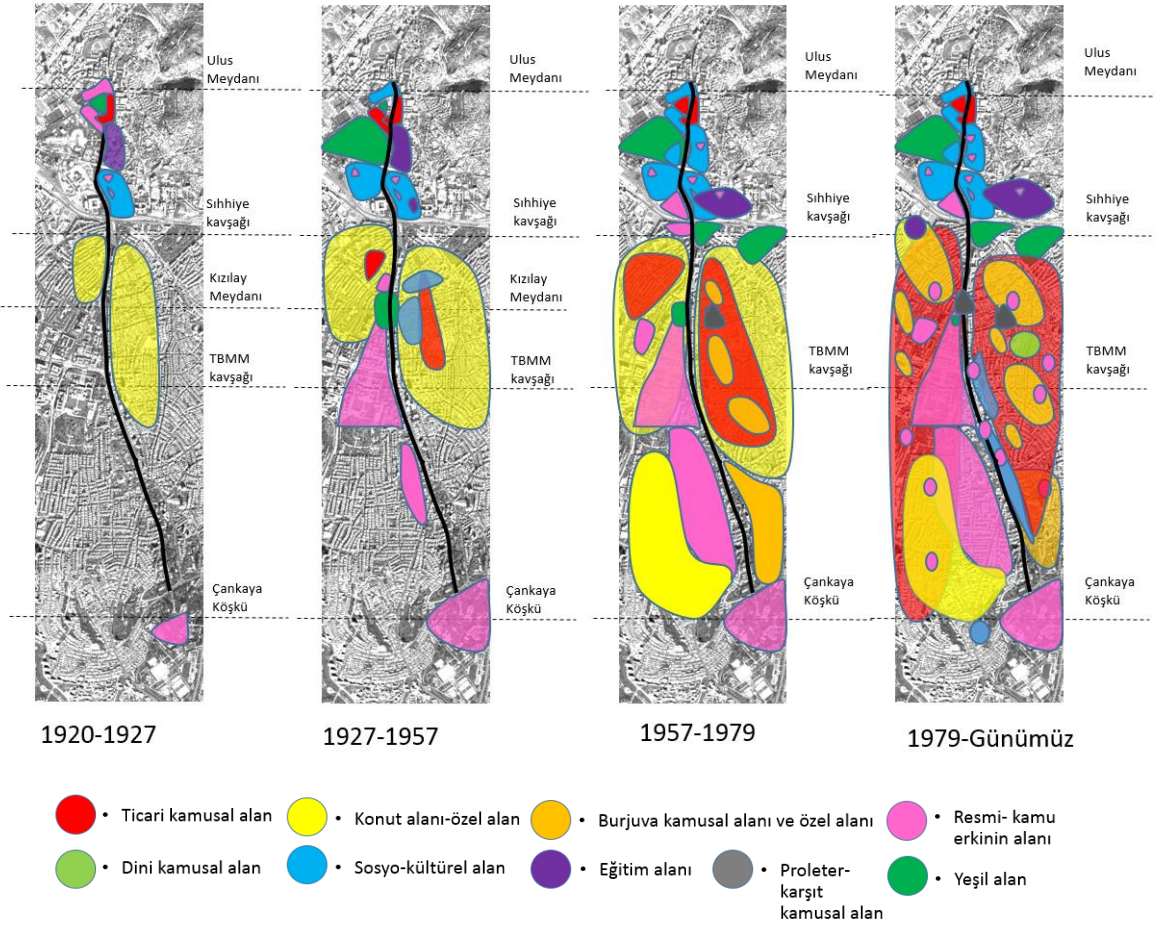 Ulus
Meydanı
Sıhhiye
kavşağı
Kızılay
Meydanı
TBMM
kavşağı
Çankaya
Köşkü
1920-1927
Ulus
Meydanı
Sıhhiye
kavşağı
Kızılay
Meydanı
TBMM
kavşağı
Çankaya
Köşkü
1927-1957
Ulus
Meydanı
Sıhhiye
kavşağı
TBMM
kavşağı
Çankaya
Köşkü
1957-1979
Ulus
Meydanı
Sıhhiye
kavşağı
TBMM
kavşağı
Çankaya
Köşkü
1979-Günümüz
• Ticari kamusal alan
• Konut alanı-özel alan
• Burjuva kamusal alanı ve özel alanı
• Resmi- kamu
erkinin alanı
• Dini kamusal alan
• Sosyo-kültürel alan
• Eğitim alanı
• Proleter-
karşıt
kamusal alan
• Yeşil alan